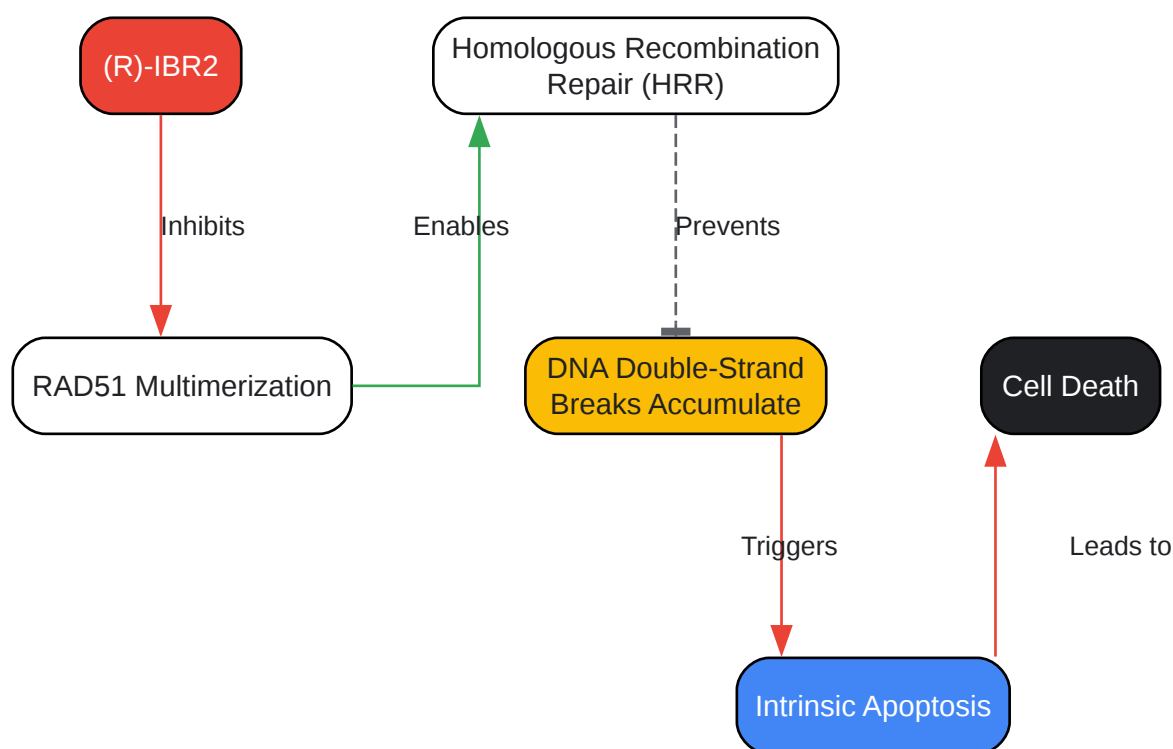 (R)-IBR2
Homologous Recombination
Repair (HRR)
Inhibits
Enables
Prevents
RAD51 Multimerization
DNA Double-Strand
Breaks Accumulate
Cell Death
Triggers
Leads to
Intrinsic Apoptosis